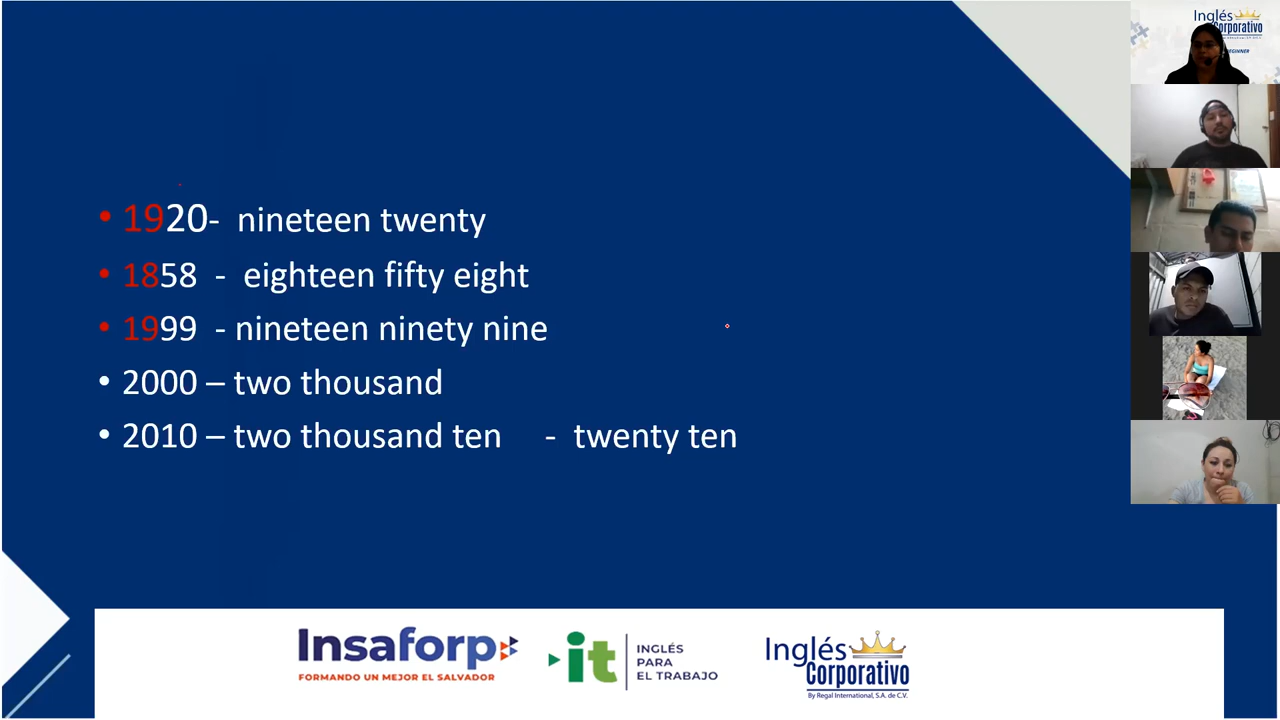 1920- nineteen twenty
1858 - eighteen fifty eight
1999 - nineteen ninety nine
2000 – two thousand
2010 – two thousand ten - twenty ten
Insaforp
FORMANDO UN MEJOR EL SALVADOR
it
INGLÉS
PARA
EL TRABAJO
Inglés
Corporativo
By Regal International, S.A. de C.V.
Inglés
Corporativo